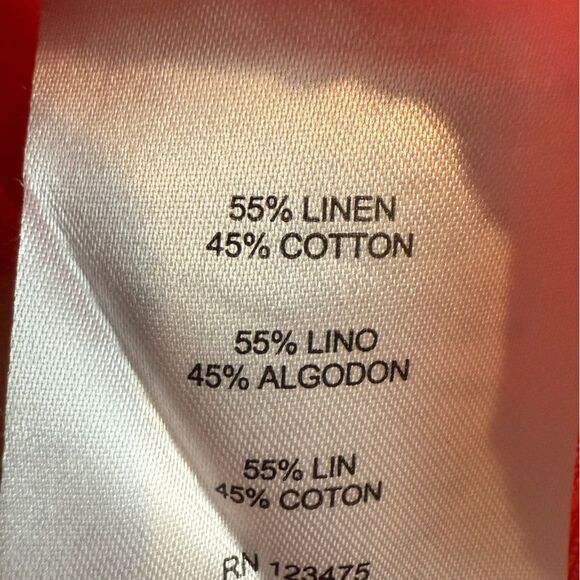 55% LINEN
45% COTTON
55% LINO
45% ALGODON
55% LIN
45% COTON
RN 123475